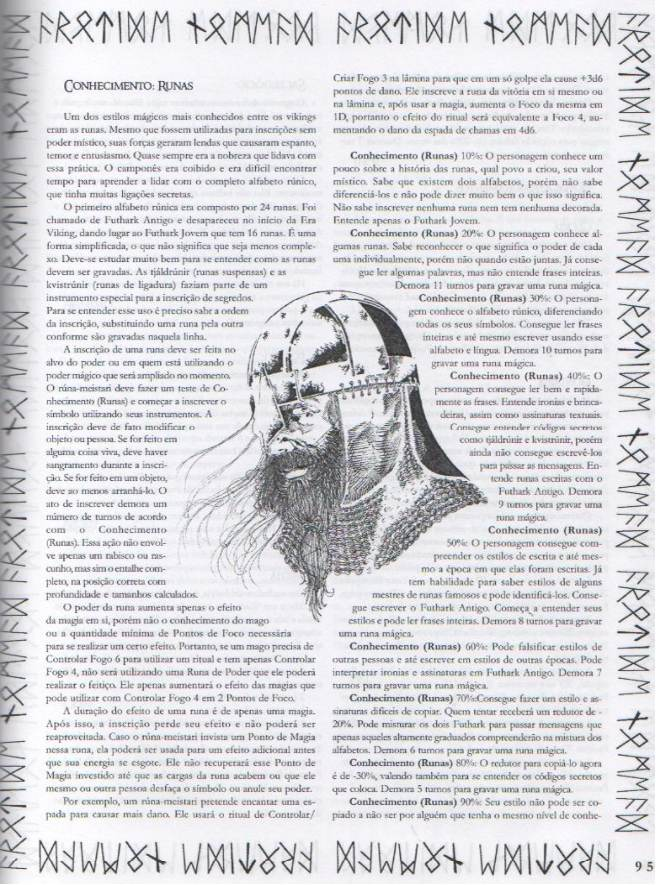 CONHECIMENTO: RUNAS
Um dos estilos mágicos mais conhecidos entre os vikings
eram as runas. Mesmo que fossem utilizadas para inscrições sem
poder místico, suas forças geraram lendas que causaram espanto,
temor e entusiasmo. Quase sempre era a nobreza que lidava com
essa prática. O camponês era coibido e era difícil encontrar
tempo para aprender a lidar com o completo alfabeto rúnico,
que tinha muitas ligações secretas.
O primeiro alfabeto rúnica era composto por 24 runas. Foi
chamado de Futhark Antigo e desapareceu no início da Era
Viking, dando lugar ao Futhark Jovem que tem 16 runas. É uma
forma simplificada, o que não significa que seja menos comple-
xo. Deve-se estudar muito bem para se entender como as runas
devem ser gravadas. As tjáldrúnir (runas suspensas) e as
kvistrúnir (runas de ligadura) faziam parte de um
instrumento especial para a inscrição de segredos.
Para se entender esse uso é preciso sabe a ordem
da inscrição, substituindo uma runa pela outra
conforme são gravadas naquela linha.
A inscrição de uma runa deve ser feita no
alvo do poder ou em quem está utilizando o
poder mágico que será ampliado no momento.
O rúna-meistari deve fazer um teste de Co-
nhecimento (Runas) e começar a inscrever o
símbolo utilizando seus instrumentos. A
inscrição deve de fato modificar o
objeto ou pessoa. Se for feito em
alguma coisa viva, deve haver
sangramento durante a inscri-
ção. Se for feito em um objeto,
deve ao menos arranhá-lo. O
ato de inscrever demora um
número de turnos de acordo
com o Conhecimento
(Runas). Essa ação não envol-
ve apenas um rabisco ou ras-
cunho, mas sim o entalhe com-
pleto, na posição correta com
profundidade e tamanhos calculados.
O poder da runa aumenta apenas o efeito
da magia em si, porém não o conhecimento do mago
ou a quantidade mínima de Pontos de Foco necessária
para se realizar um certo efeito. Portanto, se um mago precisa de
Controlar Fogo 6 para utilizar um ritual e tem apenas Controlar
Fogo 4, não será utilizando uma Runa de Poder que ele poderá
realizar o feitiço. Ele apenas aumentará o efeito das magias que
pode utilizar com Controlar Fogo 4 em 2 Pontos de Foco.
A duração do efeito de uma runa é de apenas uma magia.
Após isso, a inscrição perde seu efeito e não poderá ser
reaproveitada. Caso o rúna-meistari invista um Ponto de Magia
nessa runa, ela poderá ser usada para um efeito adicional antes
que sua energia se esgote. Ele não recuperará esse Ponto de
Magia investido até que as cargas da runa acabem ou que ele
mesmo ou outra pessoa desfaça o símbolo ou anule seu poder.
Por exemplo, um rúna-meistari pretende encantar uma es-
pada para causar mais dano. Ele usará o ritual de Controlar/
Criar Fogo 3 na lâmina para que em um só golpe ela cause +3d6
pontos de dano. Ele inscreve a runa da vitória em si mesmo ou
na lâmina e, após usar a magia, aumenta o Foco da mesma em
1D, portanto o efeito do ritual será equivalente a Foco 4, au-
mentando o dano da espada de chamas em 4d6.
Conhecimento (Runas) 10%: O personagem conhece um
pouco sobre a história das runas, qual povo a criou, seu valor
místico. Sabe que existem dois alfabetos, porém não sabe
diferenciá-los e não pode dizer muito bem o que isso significa.
Não sabe inscrever nenhuma runa nem tem nenhuma decorada.
Entende apenas o Futhark Jovem.
Conhecimento (Runas) 20%: O personagem conhece al-
gumas runas. Sabe reconhecer o que significa o poder de cada
uma individualmente, porém não quando estão juntas. Já conse-
gue ler algumas palavras, mas não entende frases inteiras.
Demora 11 turnos para gravar uma runa mágica.
Conhecimento (Runas) 30%: O persona-
gem conhece o alfabeto rúnico, diferenciando
todas os seus símbolos. Consegue ler frases
inteiras e até mesmo escrever usando esse
alfabeto e língua. Demora 10 turnos para
gravar uma runa mágica.
Conhecimento (Runas) 40%: O
personagem consegue ler bem e rapida-
mente as frases. Entende ironias e brinca-
deiras, assim como assinaturas textuais.
Consegue entender códigos secretos
como tjáldrúnir e kvistrúnir, porém
ainda não consegue escrevê-los
para passar as mensagens. En-
tende runas escritas com o
Futhark Antigo. Demora
9 turnos para gravar uma
runa mágica.
Conhecimento (Runas)
50%: O personagem consegue com-
preender os estilos de escrita e até mes-
mo a época em que elas foram escritas. Já
tem habilidade para saber estilos de alguns
mestres de runas famosos e pode identificá-los. Conse-
gue escrever o Futhark Antigo. Começa a entender seus
estilos e pode ler frases inteiras. Demora 8 turnos para gravar
uma runa mágica.
Conhecimento (Runas) 60%: Pode falsificar estilos de
outras pessoas e até escrever em estilos de outras épocas. Pode
interpretar ironias e assinaturas em Futhark Antigo. Demora 7
turnos para gravar uma runa mágica.
Conhecimento (Runas) 70%:Consegue fazer um estilo e as-
sinaturas difíceis de copiar. Quem tentar receberá um redutor de -
20%. Pode misturar os dois Futhark para passar mensagens que
apenas aqueles altamente graduados compreenderão na mistura dos
alfabetos. Demora 6 turnos para gravar uma runa mágica.
Conhecimento (Runas) 80%: O redutor para copiá-lo agora
é de -30%, valendo também para se entender os códigos secretos
que coloca. Demora 5 turnos para gravar uma runa mágica.
Conhecimento (Runas) 90%: Seu estilo não pode ser co-
piado a não ser por alguém que tenha o mesmo nível de conhe-
95